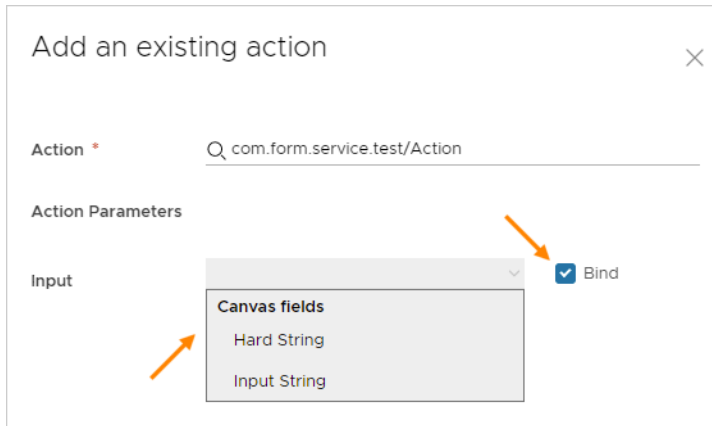 Add an existing action
Action * com.form.service.test/Action
Action Parameters
Input Bind
Canvas fields
Hard String
Input String